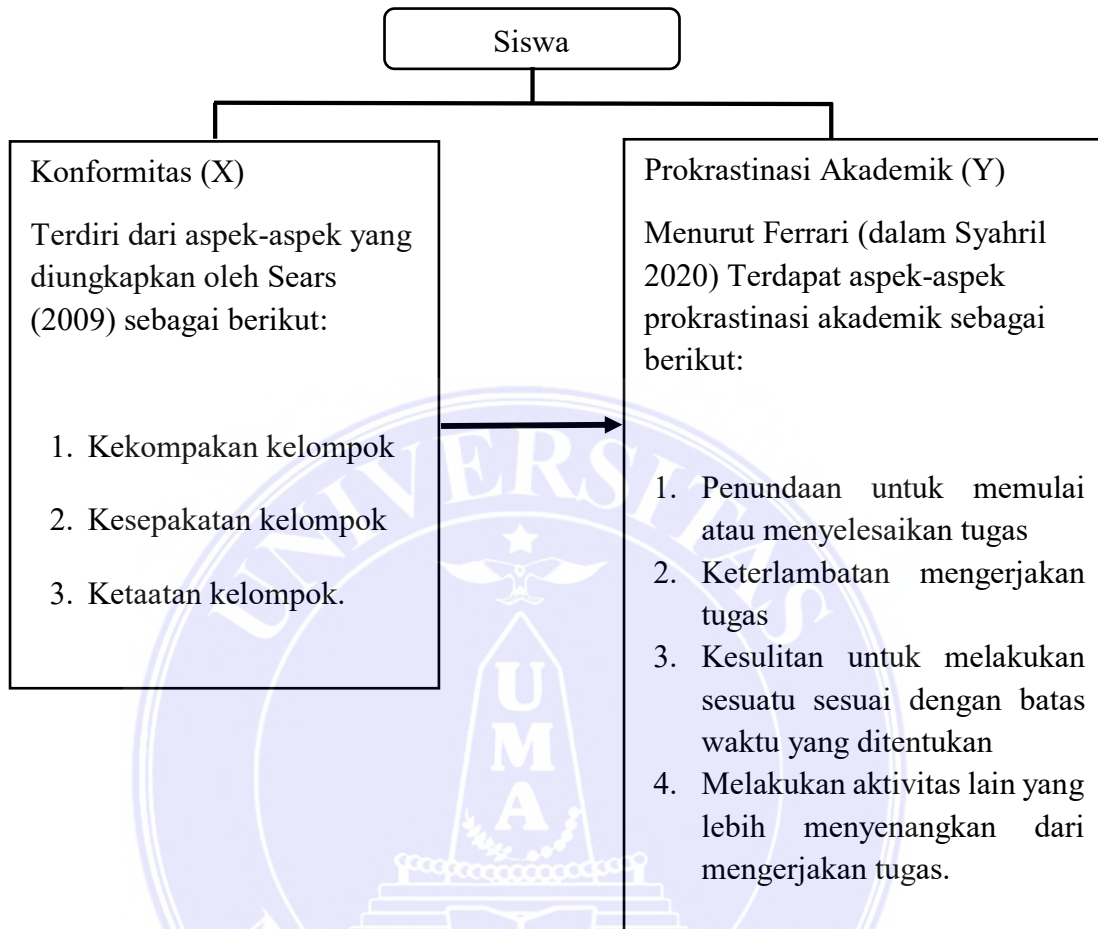 Siswa
Konformitas (X)
Terdiri dari aspek-aspek yang
diungkapkan oleh Sears
(2009) sebagai berikut:
1. Kekompakan kelompok
2. Kesepakatan kelompok
3. Ketaatan kelompok.
Prokrastinasi Akademik (Y)
Menurut Ferrari (dalam Syahril
2020) Terdapat aspek-aspek
prokrastinasi akademik sebagai
berikut:
1. Penundaan untuk memulai
atau menyelesaikan tugas
2. Keterlambatan mengerjakan
tugas
3. Kesulitan untuk melakukan
sesuatu sesuai dengan batas
waktu yang ditentukan
4. Melakukan aktivitas lain yang
lebih menyenangkan dari
mengerjakan tugas.
UNIVERSITAS
UMA